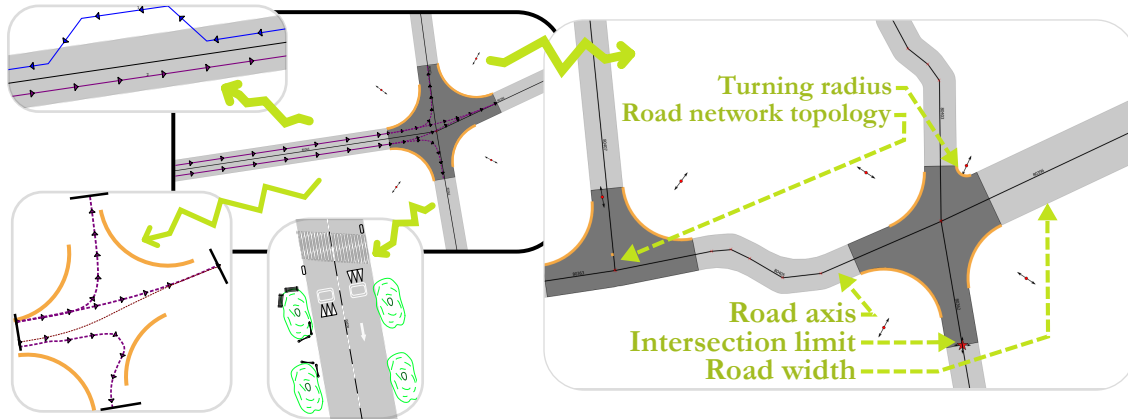 Turning radius
Road network topology
Road axis
Intersection limit
Road width